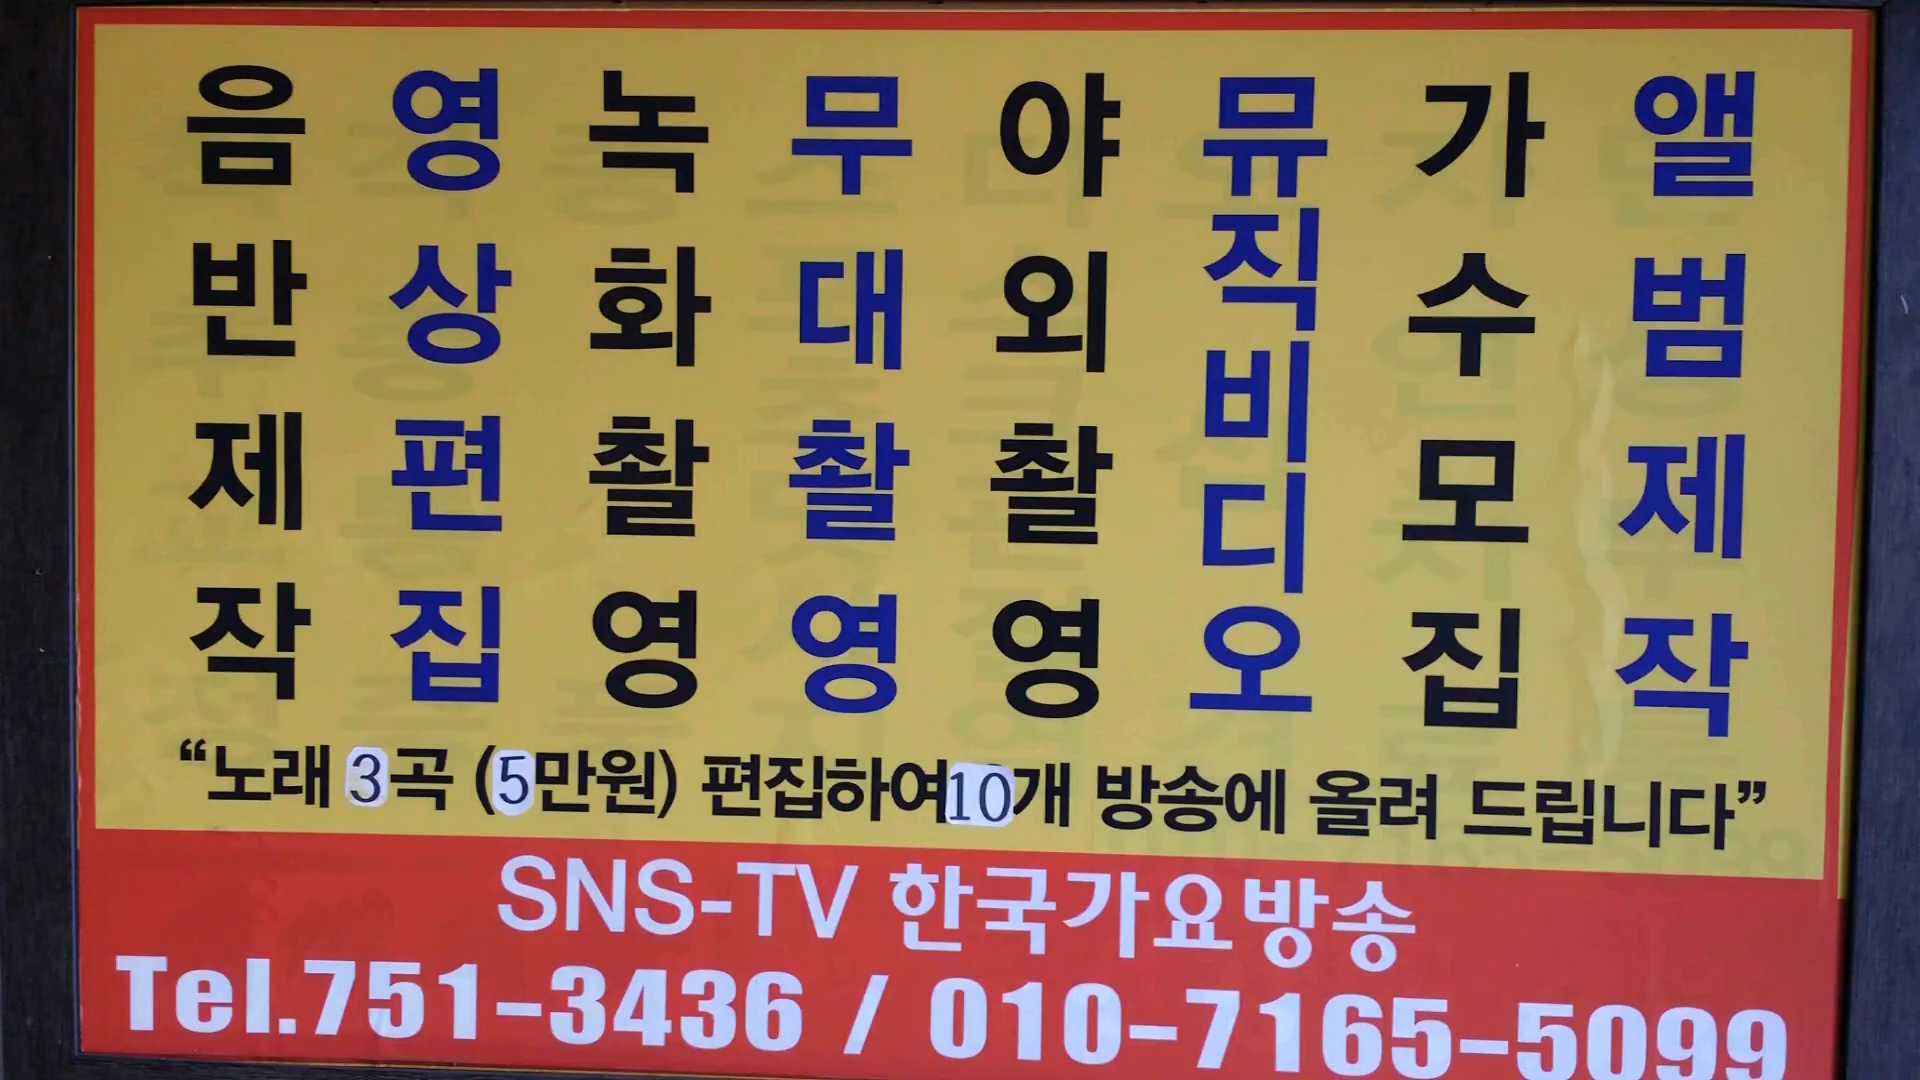 음반제작
영상편집
녹화촬영
무대촬영
야외촬영
뮤직비디오
가수모집
앨범제작
“노래 3곡 (5만원) 편집하여 10개 방송에 올려 드립니다”
SNS-TV 한국가요방송
Tel.751-3436 / 010-7165-5099